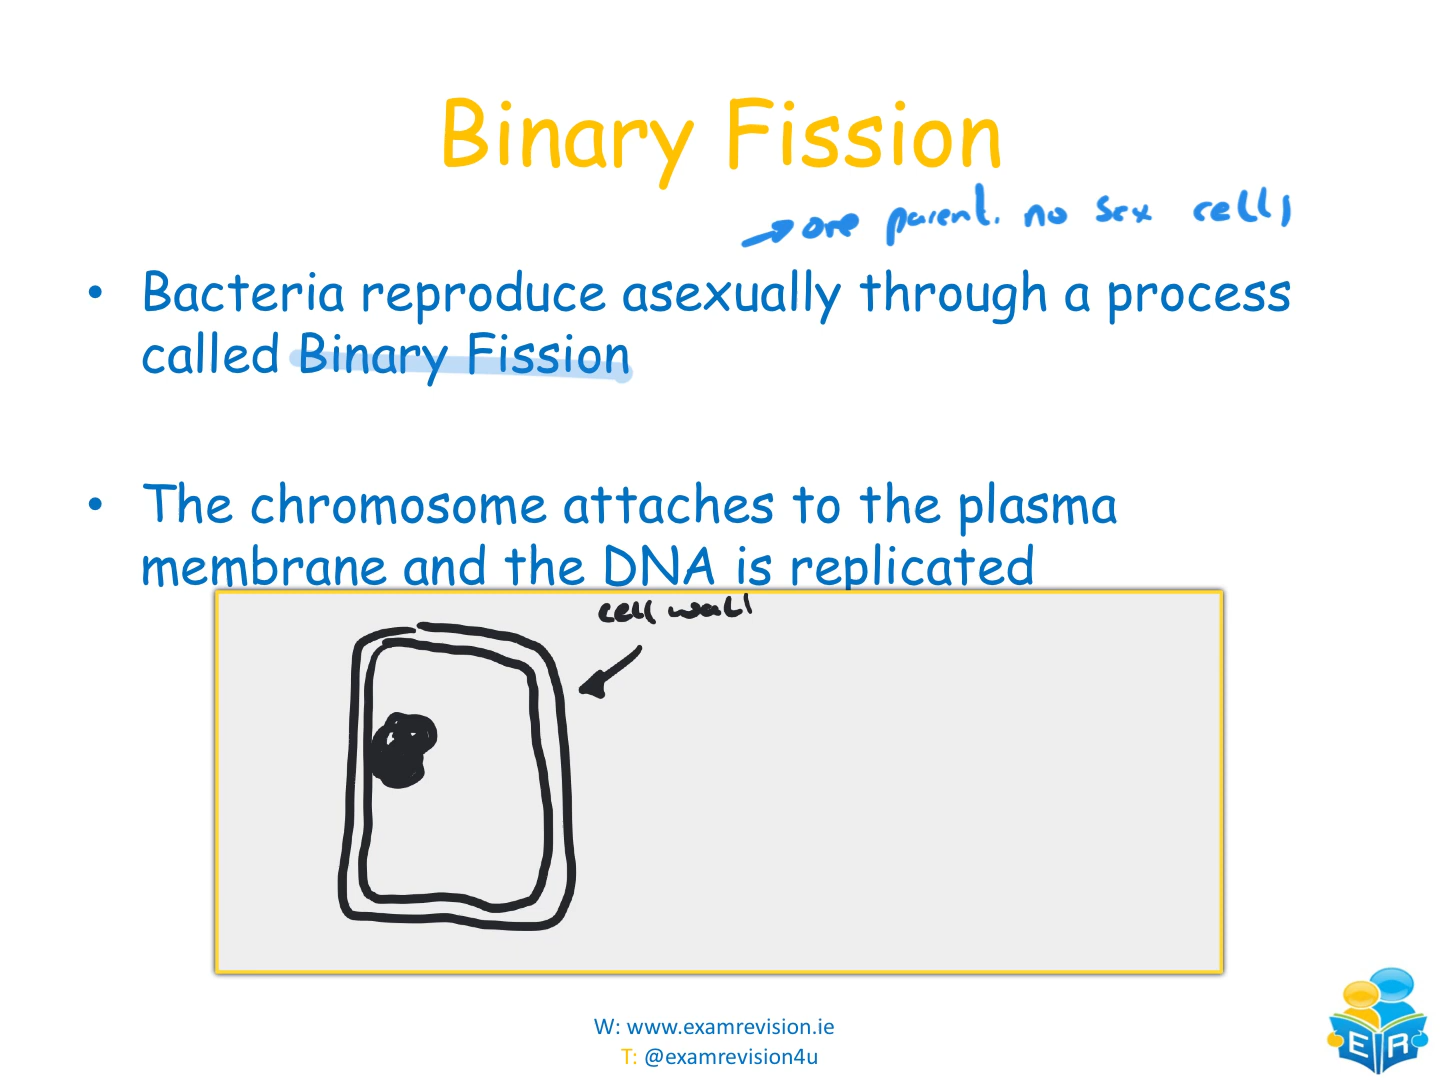 Binary Fission
→ one parent. no sex cells
• Bacteria reproduce asexually through a process
called Binary Fission
• The chromosome attaches to the plasma
membrane and the DNA is replicated
cell wall
W: www.examrevision.ie
T: @examrevision4u
E R